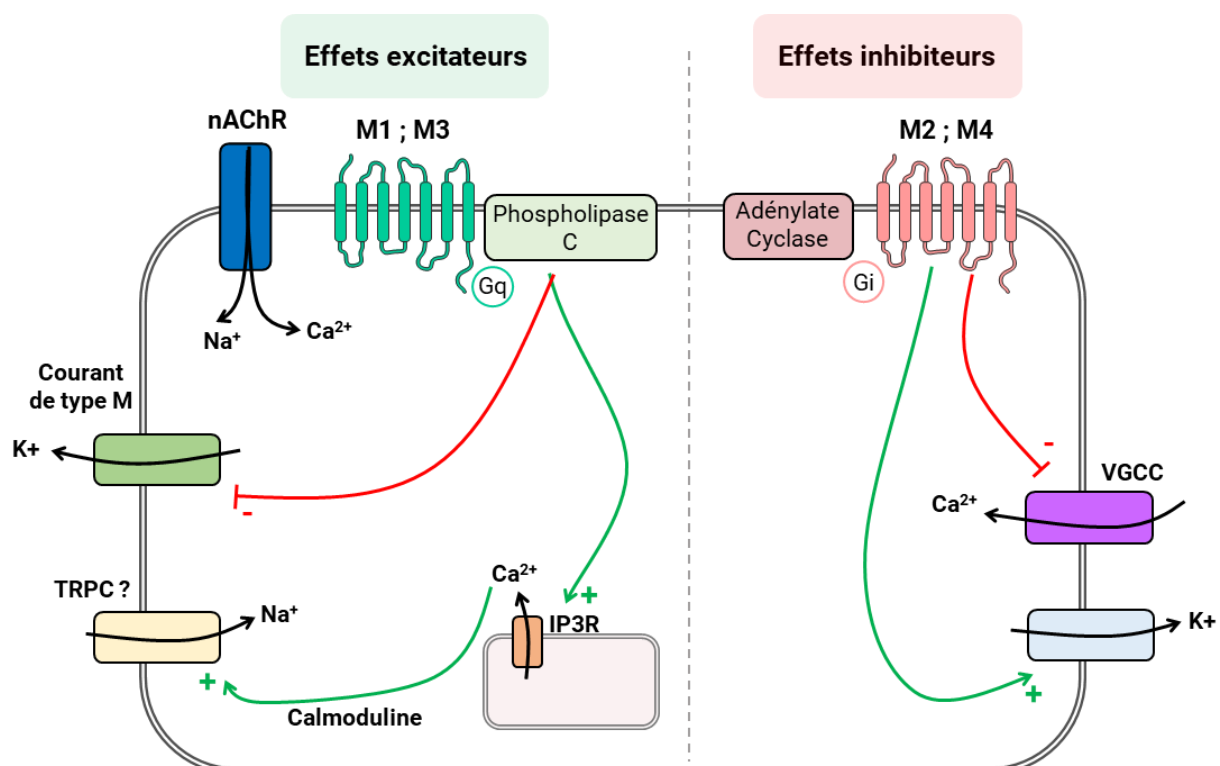 Effets excitateurs
Effets inhibiteurs
nAChR
M1 ; M3
M2 ; M4
Phospholipase
C
Adénylate
Cyclase
Gq
Gi
Na⁺
Ca²⁺
Courant
de type M
K+
-
-
VGCC
Ca²⁺
TRPC ?
Na⁺
Ca²⁺
+
IP3R
K+
+
+
Calmoduline